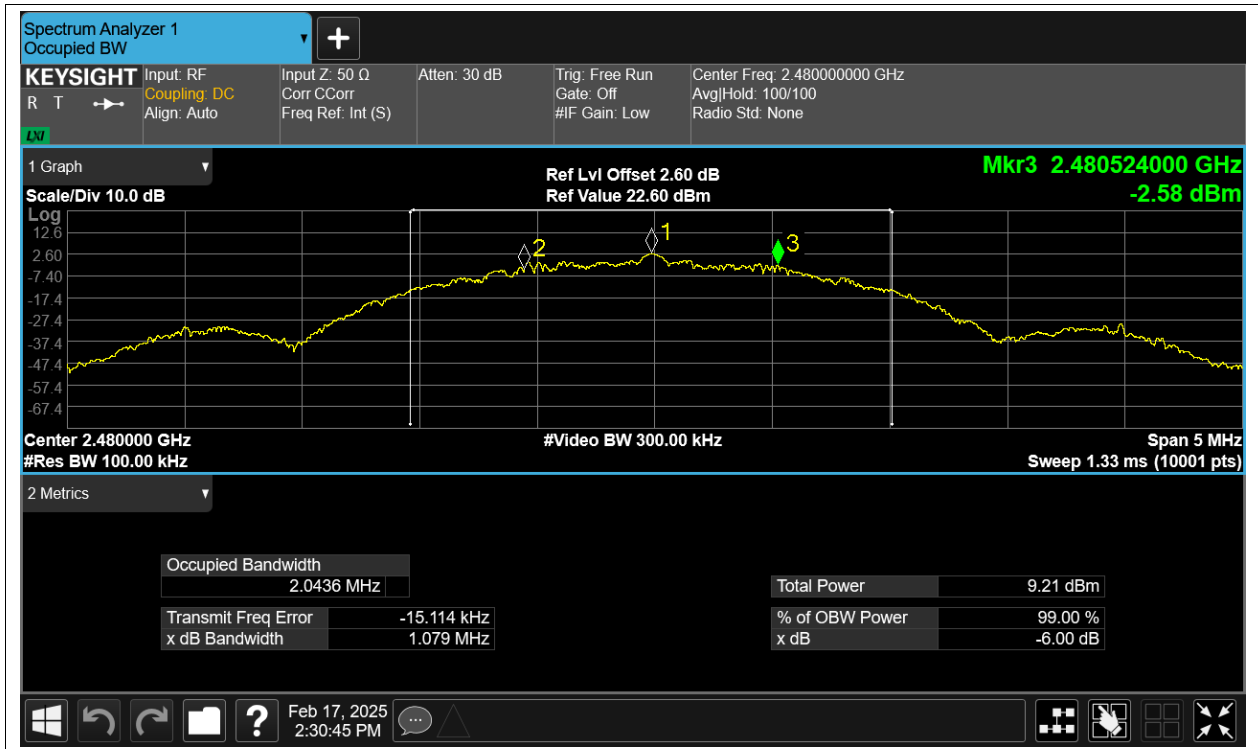 Spectrum Analyzer 1
Occupied BW
KEYSIGHT
R T
LXI
Input: RF
Coupling: DC
Align: Auto
Input Z: 50 Ω
Corr CCorr
Freq Ref: Int (S)
Atten: 30 dB
Trig: Free Run
Gate: Off
#IF Gain: Low
Center Freq: 2.480000000 GHz
Avg|Hold: 100/100
Radio Std: None
1 Graph
Scale/Div 10.0 dB
Ref Lvl Offset 2.60 dB
Ref Value 22.60 dBm
Mkr3 2.480524000 GHz
-2.58 dBm
Log
12.6
2.60
-7.40
-17.4
-27.4
-37.4
-47.4
-57.4
-67.4
2
1
3
Center 2.480000 GHz
#Res BW 100.00 kHz
#Video BW 300.00 kHz
Span 5 MHz
Sweep 1.33 ms (10001 pts)
2 Metrics
Occupied Bandwidth
2.0436 MHz
Transmit Freq Error -15.114 kHz
x dB Bandwidth 1.079 MHz
Total Power 9.21 dBm
% of OBW Power 99.00 %
x dB -6.00 dB
?
Feb 17, 2025
2:30:45 PM